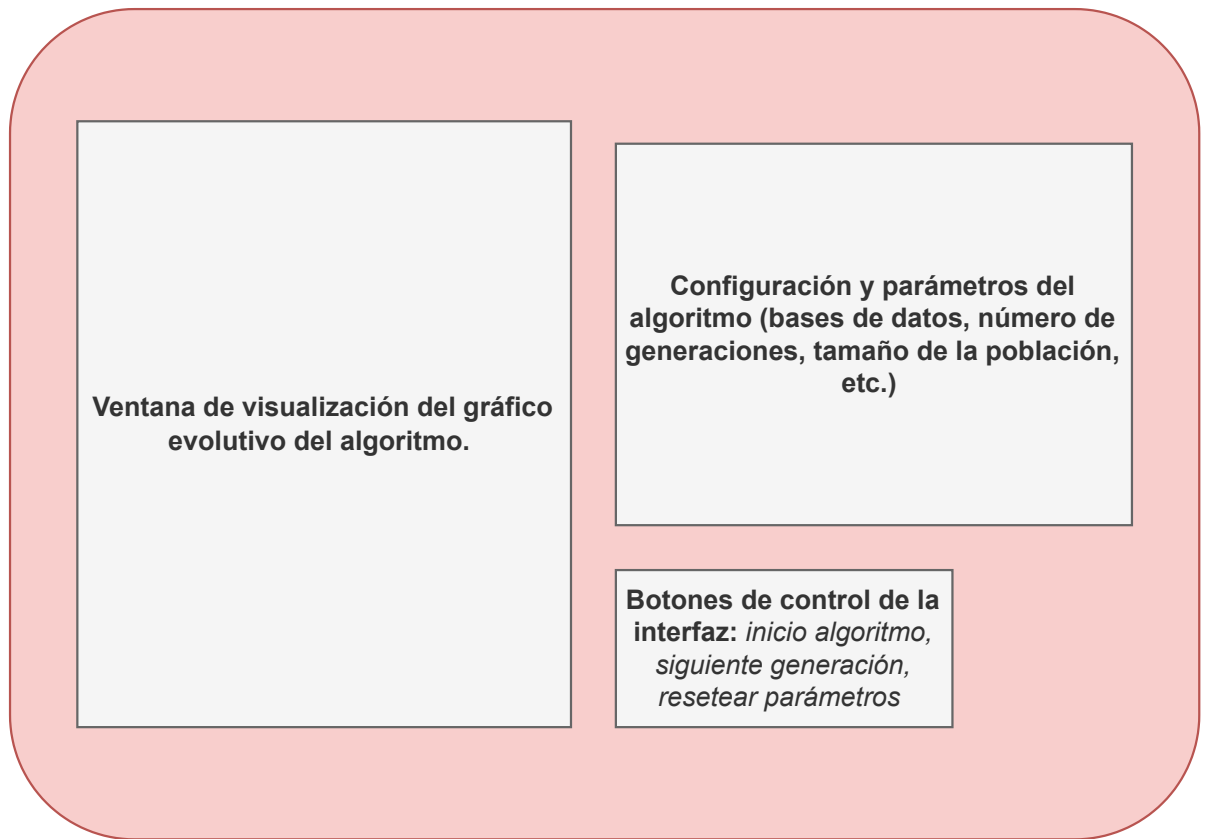 Ventana de visualización del gráfico
evolutivo del algoritmo.
Configuración y parámetros del
algoritmo (bases de datos, número de
generaciones, tamaño de la población,
etc.)
Botones de control de la
interfaz: inicio algoritmo,
siguiente generación,
resetear parámetros